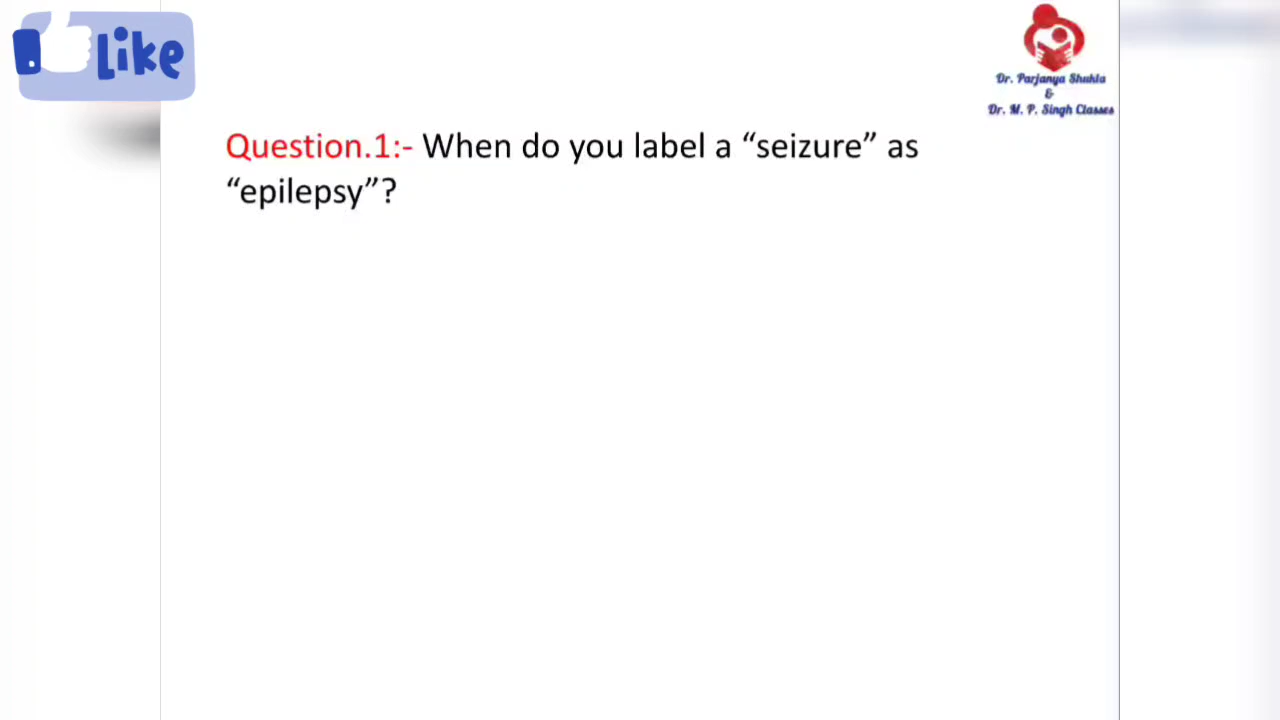 Like
Dr. Parjanya Shukla
&
Dr. M. P. Singh Classes
Question.1:- When do you label a “seizure” as
“epilepsy”?